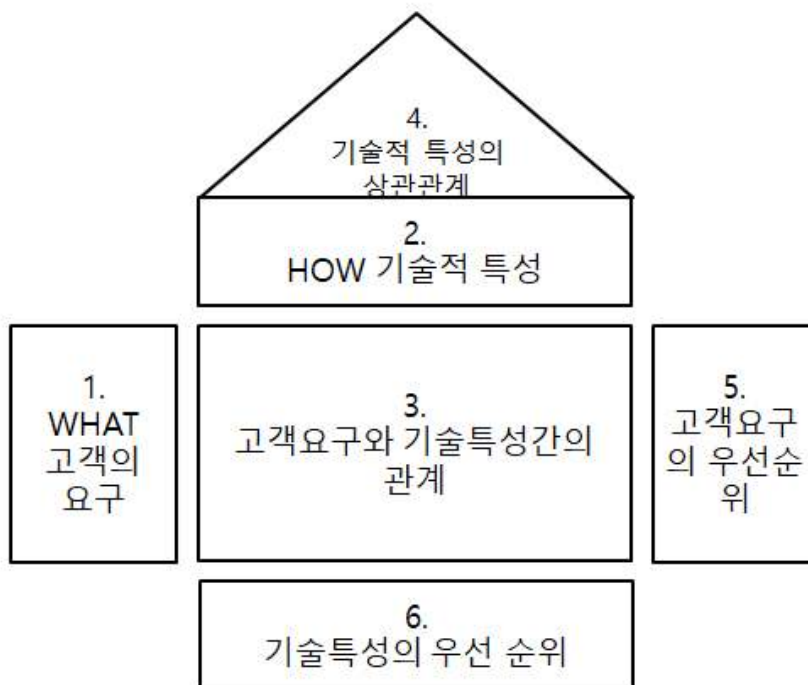 4.
기술적 특성의
상관관계
2.
HOW 기술적 특성
1.
WHAT
고객의
요구
3.
고객요구와 기술특성간의
관계
5.
고객요구
의 우선순
위
6.
기술특성의 우선 순위